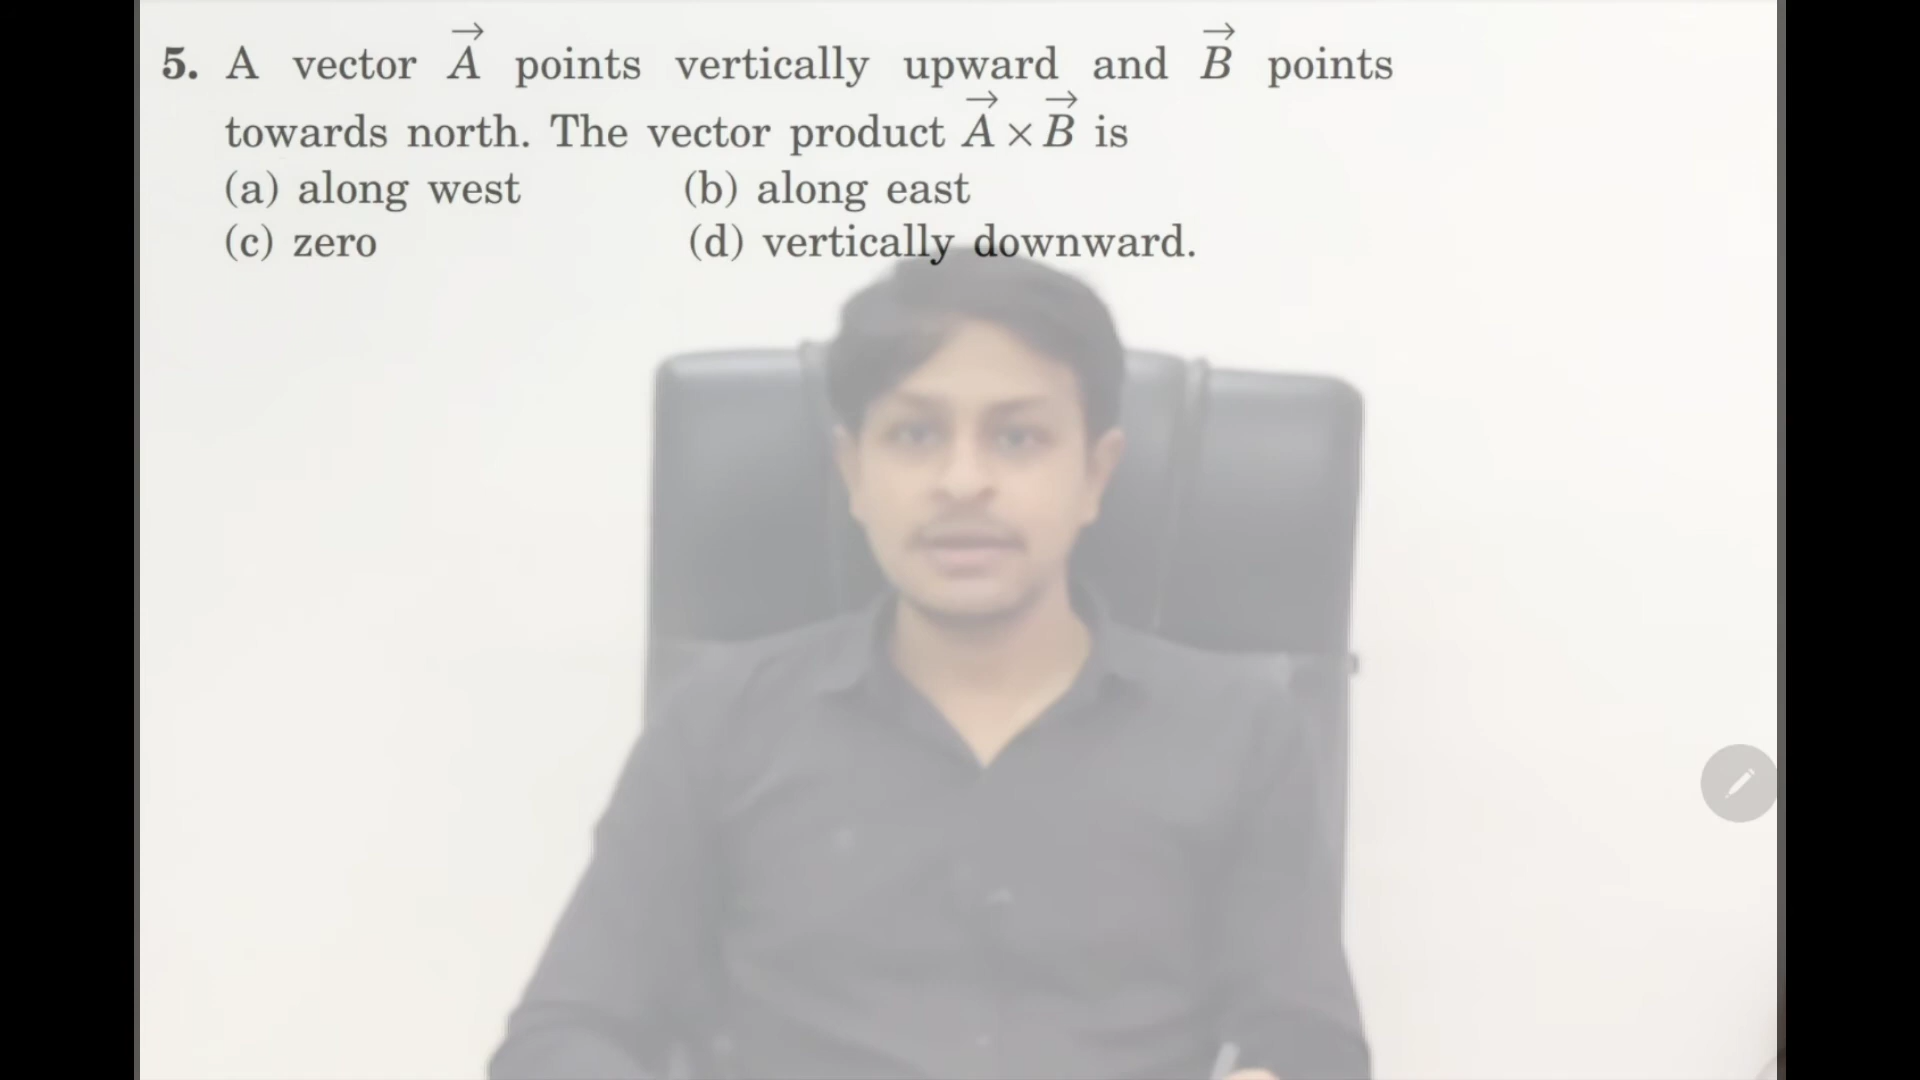 5. A vector \(\vec{A}\) points vertically upward and \(\vec{B}\) points
towards north. The vector product \(\vec{A} \times \vec{B}\) is
(a) along west (b) along east
(c) zero (d) vertically downward.